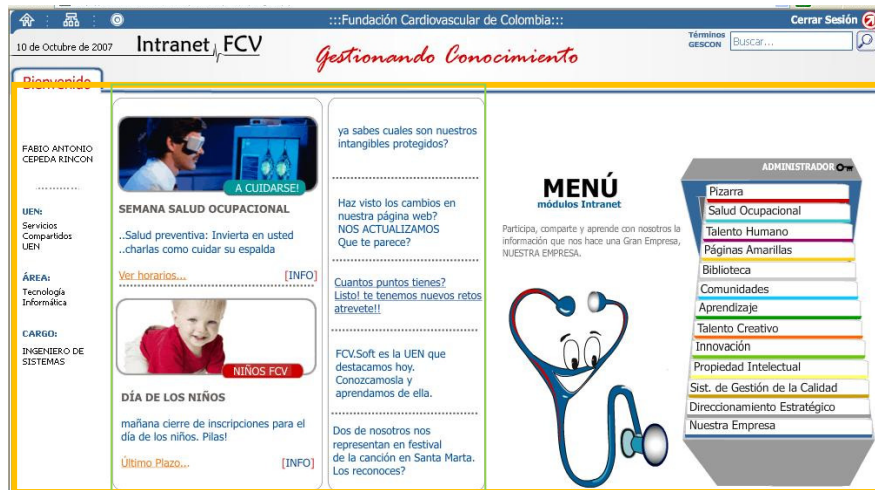 :::Fundación Cardiovascular de Colombia:::
Cerrar Sesión
10 de Octubre de 2007
Intranet FCV
Gestionando Conocimiento
Términos
GESCON
Buscar...
Bienvenido
FABIO ANTONIO
CEPEDA RINCON
UEN:
Servicios
Compartidos
UEN
ÁREA:
Tecnología
Informática
CARGO:
INGENIERO DE
SISTEMAS
A CUIDARSE!
SEMANA SALUD OCUPACIONAL
..Salud preventiva: Invierta en usted
..charlas como cuidar su espalda
Ver horarios...
[INFO]
NIÑOS FCV
DÍA DE LOS NIÑOS
mañana cierre de inscripciones para el
día de los niños. Pilas!
Último Plazo...
[INFO]
ya sabes cuales son nuestros
intangibles protegidos?
Haz visto los cambios en
nuestra página web?
NOS ACTUALIZAMOS
Que te parece?
Cuantos puntos tienes?
Listo! te tenemos nuevos retos
atrevete!!
FCV.Soft es la UEN que
destacamos hoy.
Conozcamosla y
aprendamos de ella.
Dos de nosotros nos
representan en festival
de la canción en Santa Marta.
Los reconoces?
MENÚ
módulos Intranet
Participa, comparte y aprende con nosotros la
información que nos hace una Gran Empresa,
NUESTRA EMPRESA.
ADMINISTRADOR
Pizarra
Salud Ocupacional
Talento Humano
Páginas Amarillas
Biblioteca
Comunidades
Aprendizaje
Talento Creativo
Innovación
Propiedad Intelectual
Sist. de Gestión de la Calidad
Direccionamiento Estratégico
Nuestra Empresa